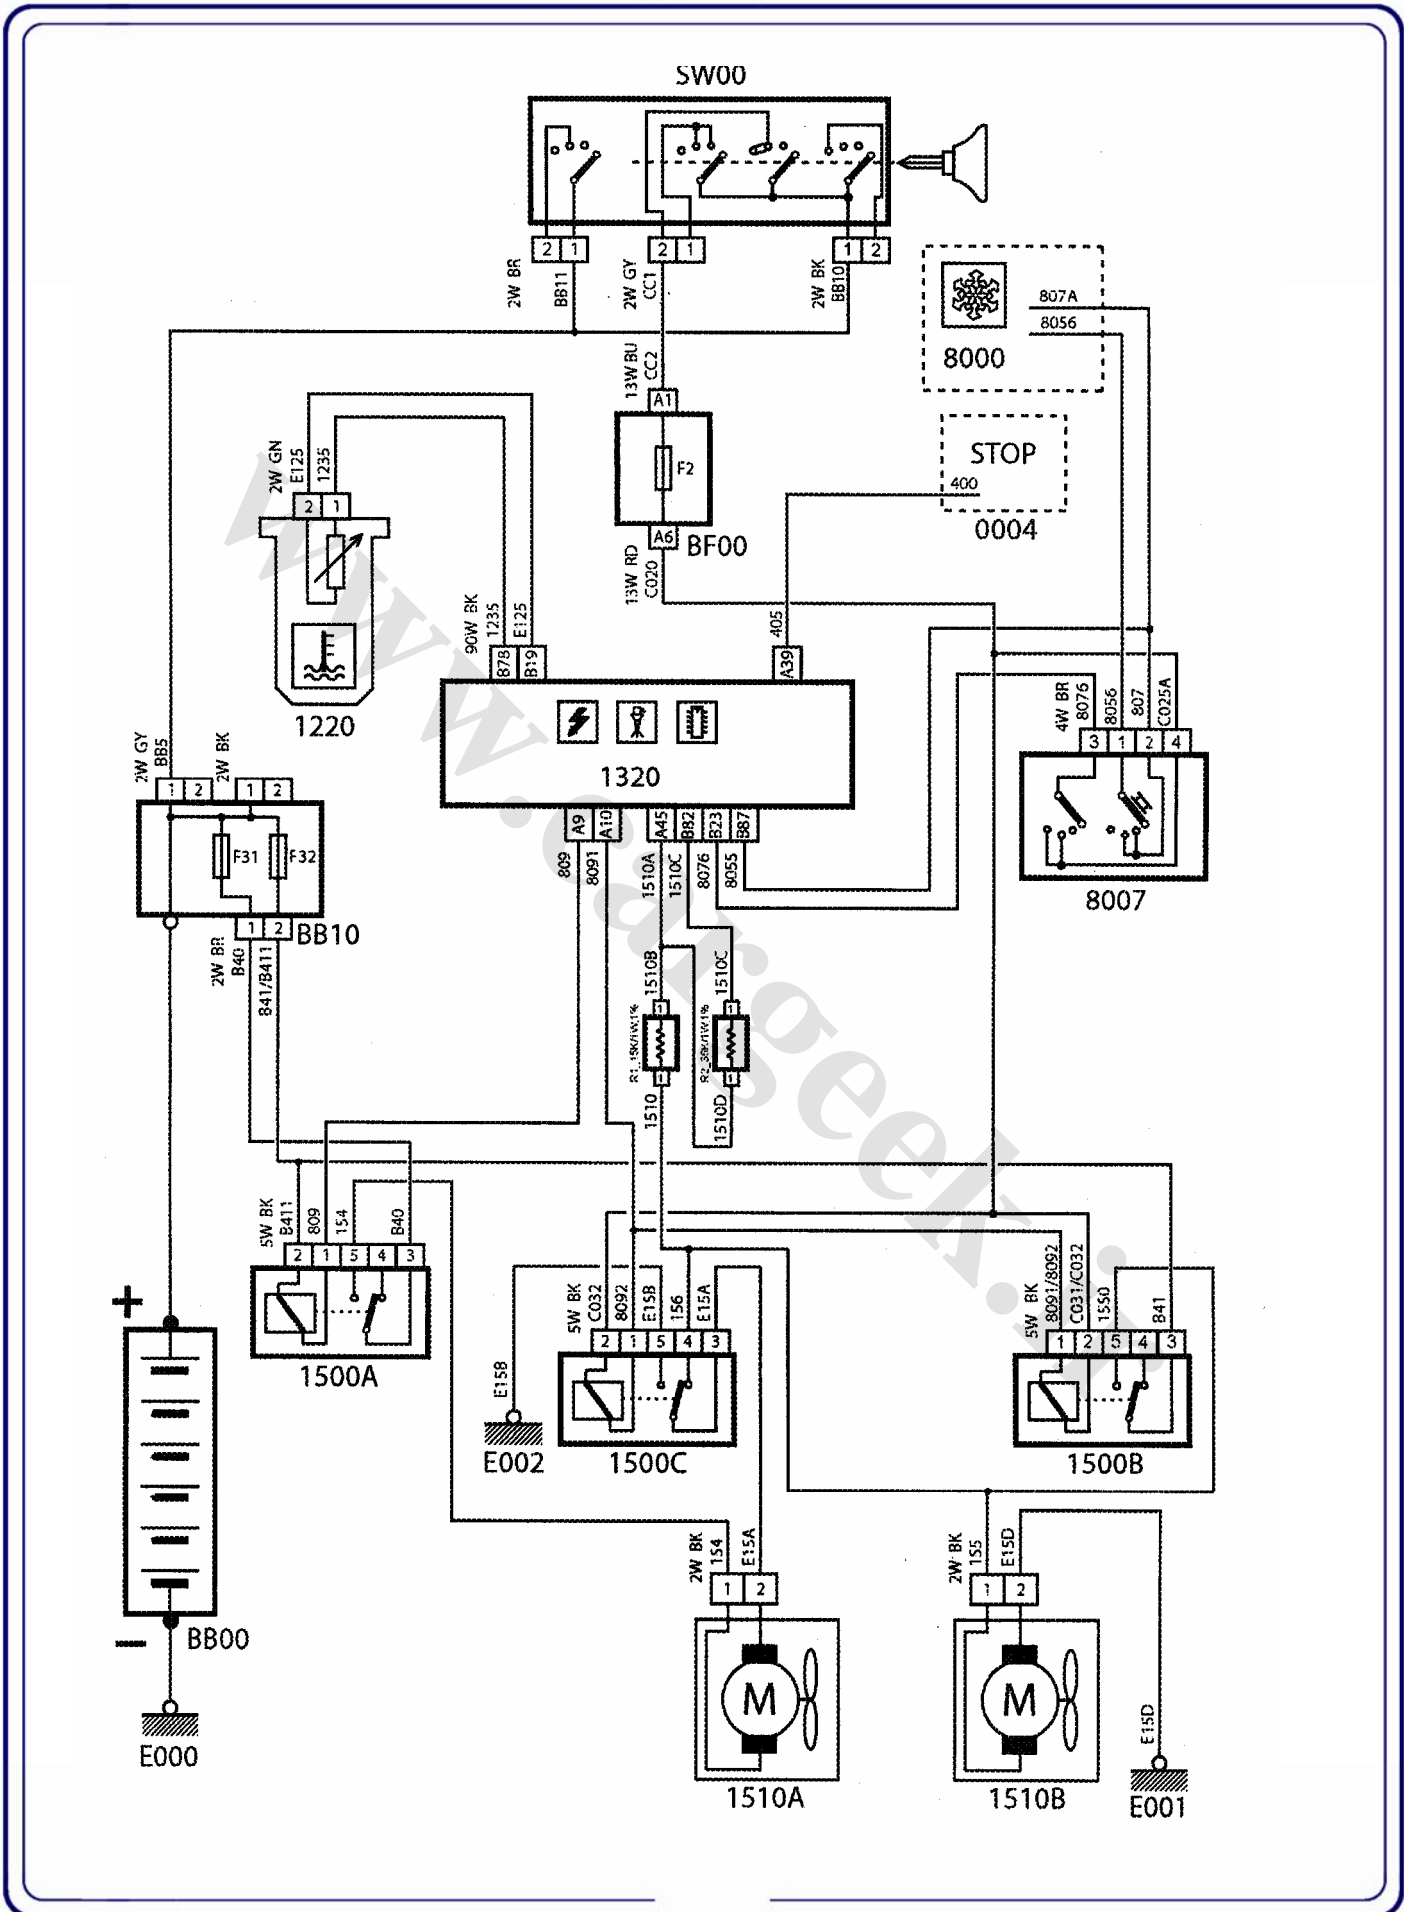 SW00
2 1
2 1
1 2
2W BR
BB11
2W GY
CC1
2W BK
BB10
807A
8056
8000
13W BU
CC2
A1
F2
A6
BF00
13W RD
C020
STOP
400
0004
405
2W GN
E125
1235
2 1
1220
90W BK
1235
E125
B78
B19
A39
1320
4W BR
8076
8056
807
C025A
3 1 2 4
8007
2W GY
BB5
2W BK
1 2
1 2
F31
F32
1 2
BB10
2W BR
B40
B41/B411
A9
A10
A45
B82
B23
B87
809
8091
1510A
1510C
8076
8055
1510B
1510C
1
1
1
1
1510
1510D
5W BK
B411
809
154
B40
2 1 5 4 3
1500A
E15B
E002
5W BK
C032
8092
E15B
156
E15A
2 1 5 4 3
1500C
5W BK
8091/8092
C031/C032
1550
B41
1 2 5 4 3
1500B
+
−
BB00
E000
2W BK
154
E15A
1 2
M
1510A
2W BK
155
E15D
1 2
M
1510B
E15D
E001
www.cargeek.ir